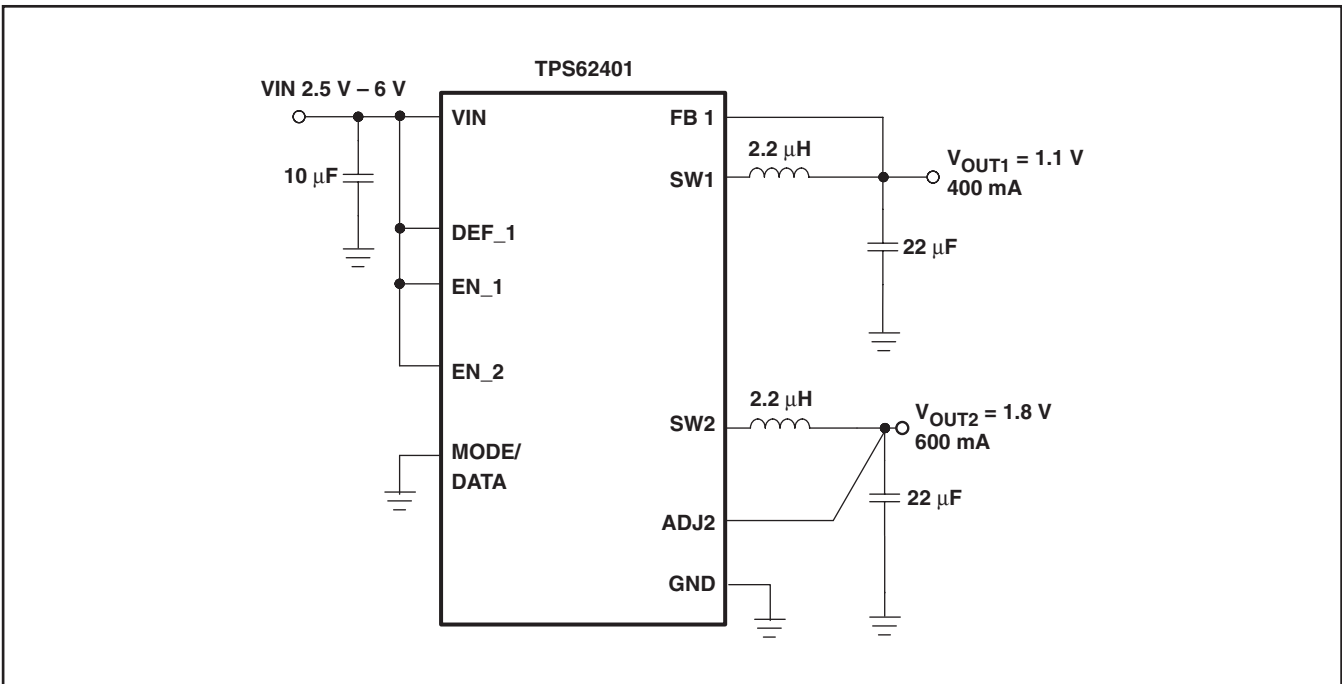 TPS62401
VIN 2.5 V – 6 V
VIN
FB 1
2.2 μH
SW1
V_OUT1 = 1.1 V
400 mA
10 μF
DEF_1
22 μF
EN_1
EN_2
2.2 μH
SW2
V_OUT2 = 1.8 V
600 mA
MODE/
DATA
22 μF
ADJ2
GND